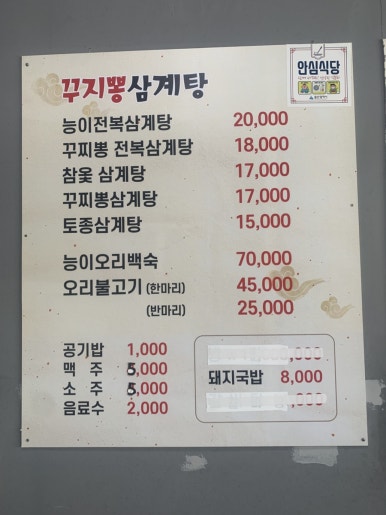 안심식당
꾸지뽕삼계탕
능이전복삼계탕 20,000
꾸찌뽕 전복삼계탕 18,000
참옻 삼계탕 17,000
꾸찌뽕삼계탕 17,000
토종삼계탕 15,000
능이오리백숙 70,000
오리불고기 (한마리) 45,000
(반마리) 25,000
공기밥 1,000
맥 주 5,000
소 주 5,000
음료수 2,000
돼지국밥 8,000